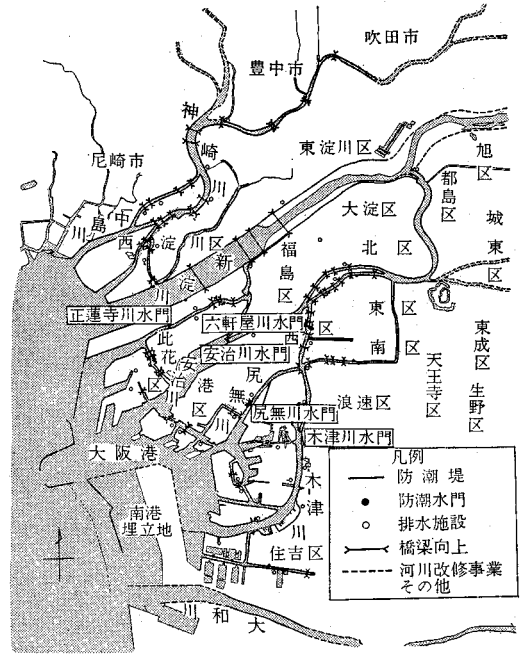 吹田市
豊中市
神崎川
東淀川区
旭区
尼崎市
都島区
中島川
大淀区
城東区
西淀川区
新淀川
福島区
北区
正蓮寺川水門
六軒屋川水門
西区
東区
此花区
安治川水門
南区
東成区
安治川
港区
尻無川
天王寺区
生野区
尻無川水門
浪速区
木津川水門
大阪港
木津川
南港
埋立地
住吉区
大和川
凡例
防潮堤
防潮水門
排水施設
橋梁向上
河川改修事業
その他